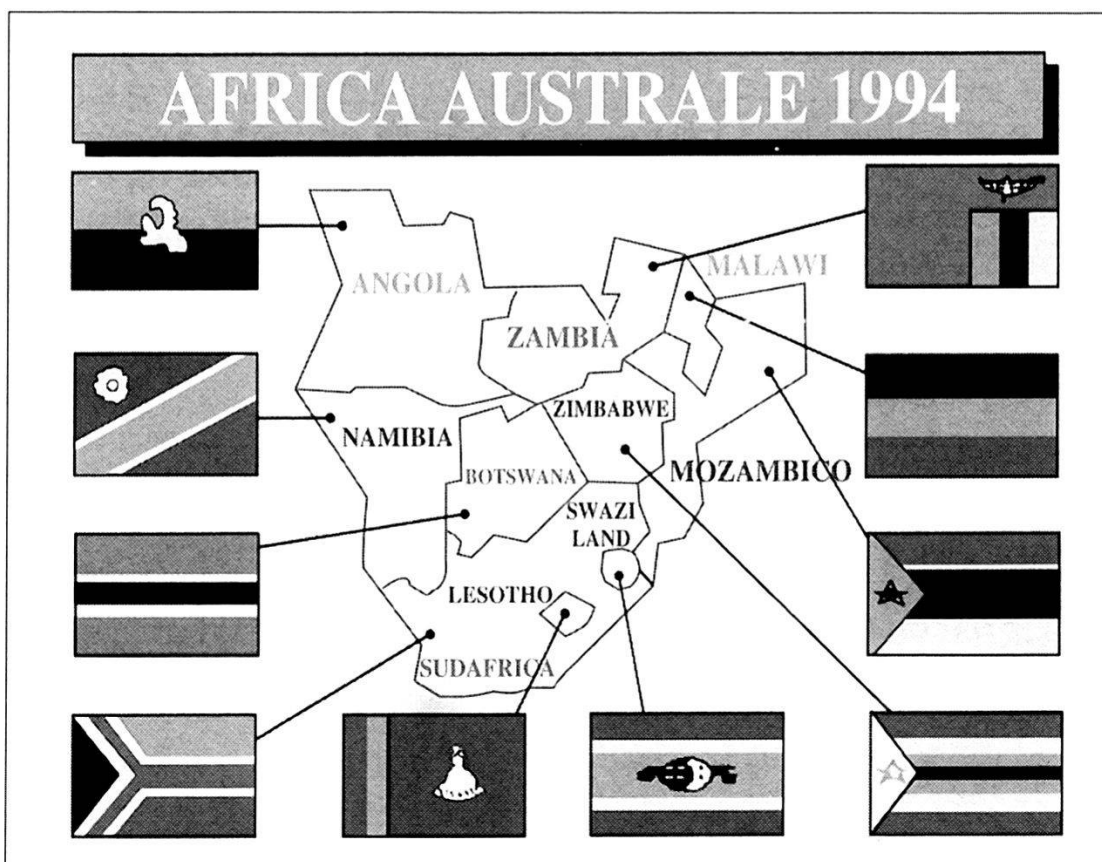 AFRICA AUSTRALE 1994
ANGOLA
MALAWI
ZAMBIA
ZIMBABWE
NAMIBIA
BOTSWANA
MOZAMBICO
SWAZI
LAND
LESOTHO
SUDAFRICA